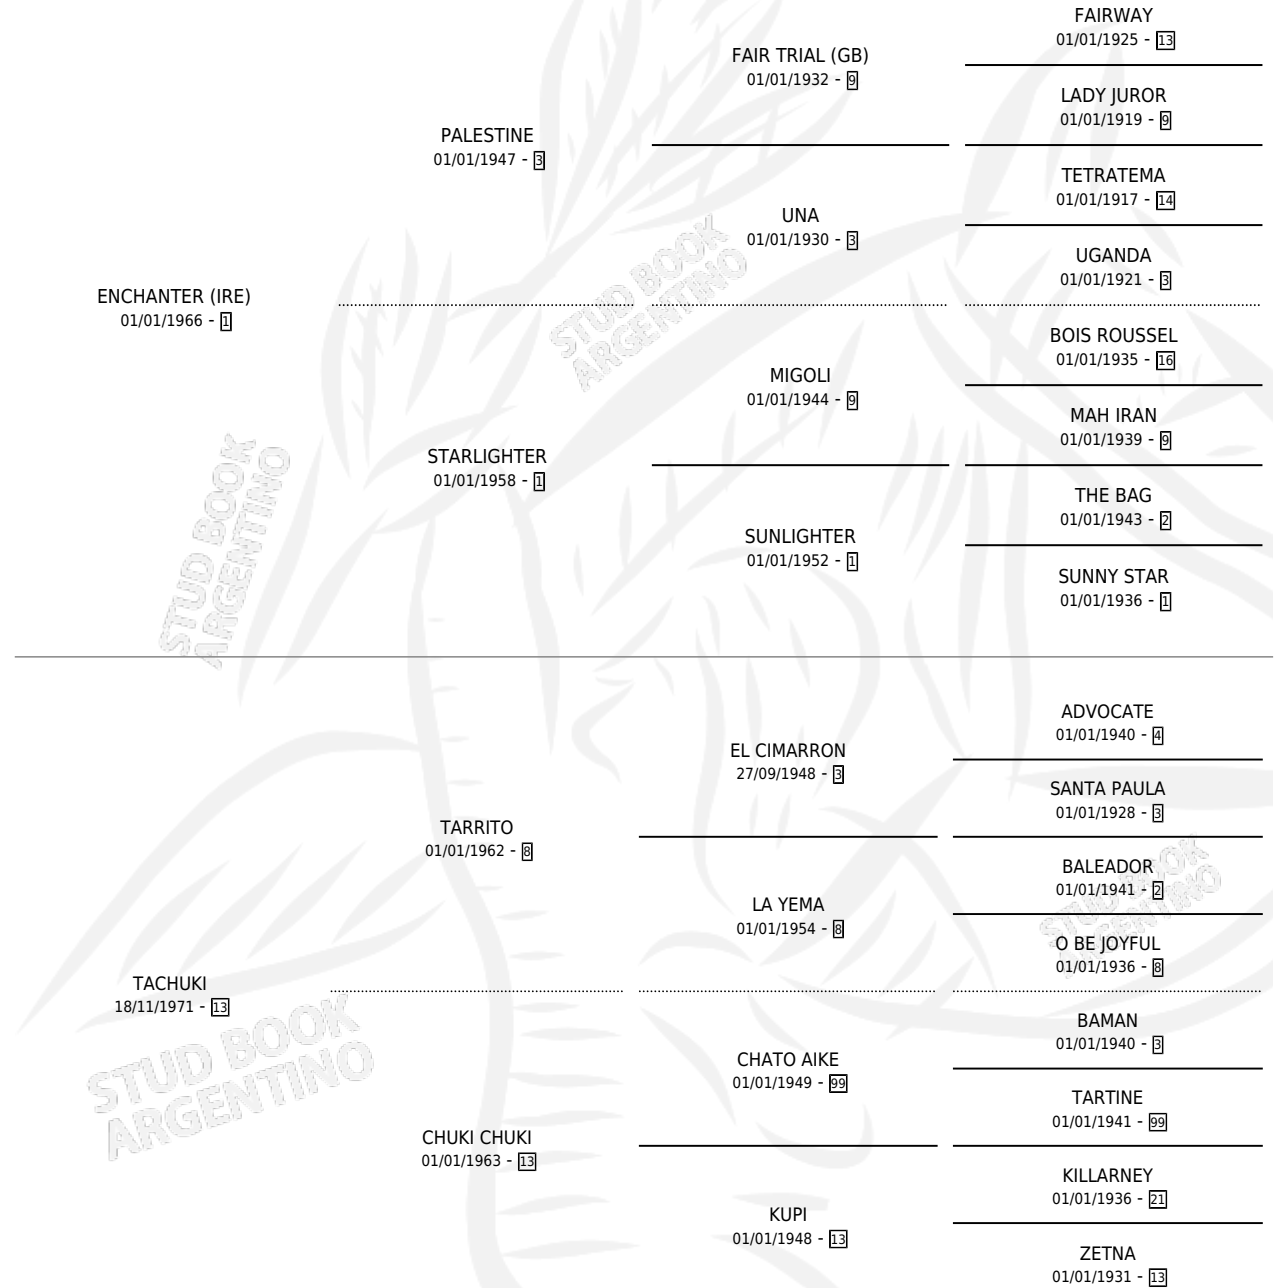 FAIRWAY
01/01/1925 - 13
FAIR TRIAL (GB)
01/01/1932 - 9
LADY JUROR
01/01/1919 - 9
PALESTINE
01/01/1947 - 3
TETRATEMA
01/01/1917 - 14
UNA
01/01/1930 - 3
UGANDA
01/01/1921 - 3
ENCHANTER (IRE)
01/01/1966 - 1
STUD BOOK
ARGENTINO
BOIS ROUSSEL
01/01/1935 - 16
MIGOLI
01/01/1944 - 9
MAH IRAN
01/01/1939 - 9
STARLIGHTER
01/01/1958 - 1
THE BAG
01/01/1943 - 2
SUNLIGHTER
01/01/1952 - 1
SUNNY STAR
01/01/1936 - 1
STUD BOOK
ARGENTINO
ADVOCATE
01/01/1940 - 4
EL CIMARRON
27/09/1948 - 3
SANTA PAULA
01/01/1928 - 3
TARRITO
01/01/1962 - 8
BALEADOR
01/01/1941 - 2
LA YEMA
01/01/1954 - 8
O BE JOYFUL
01/01/1936 - 8
STUD BOOK
ARGENTINO
TACHUKI
18/11/1971 - 13
BAMAN
01/01/1940 - 3
CHATO AIKE
01/01/1949 - 99
TARTINE
01/01/1941 - 99
STUD BOOK
ARGENTINO
CHUKI CHUKI
01/01/1963 - 13
KILLARNEY
01/01/1936 - 21
KUPI
01/01/1948 - 13
ZETNA
01/01/1931 - 13